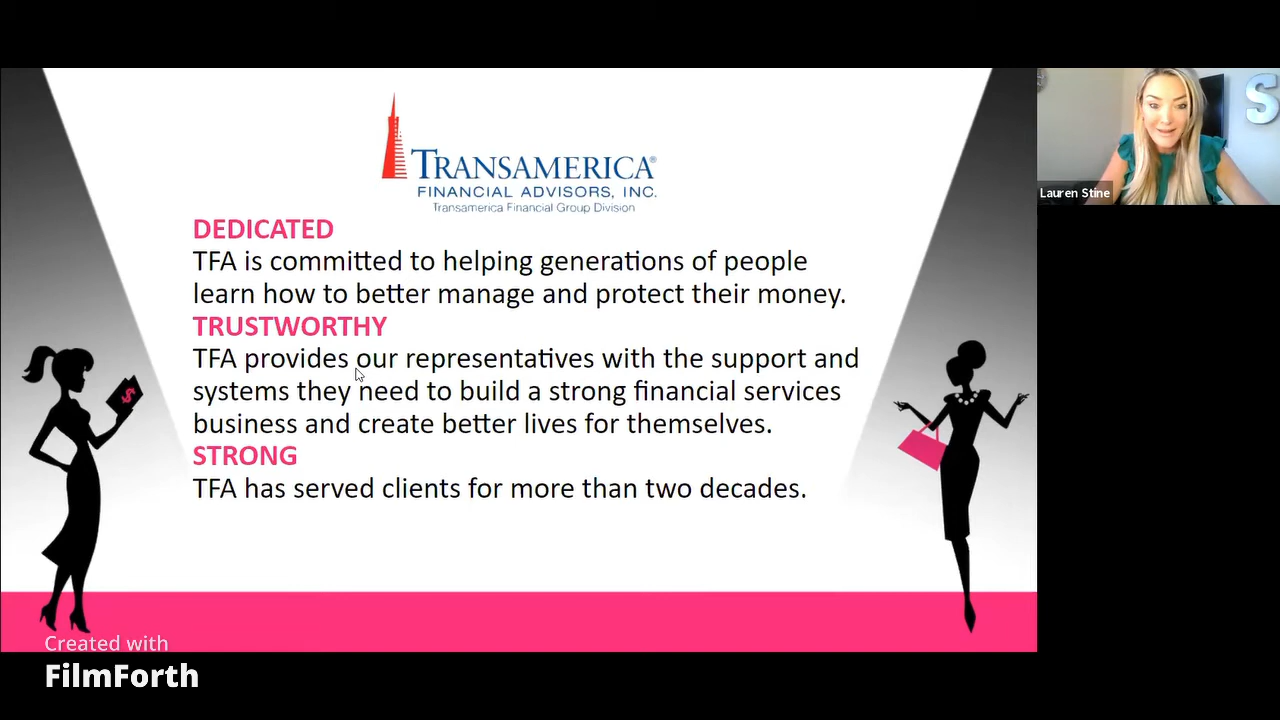 TRANSAMERICA®
FINANCIAL ADVISORS, INC.
Transamerica Financial Group Division
DEDICATED
TFA is committed to helping generations of people
learn how to better manage and protect their money.
TRUSTWORTHY
TFA provides our representatives with the support and
systems they need to build a strong financial services
business and create better lives for themselves.
STRONG
TFA has served clients for more than two decades.
$
S
Lauren Stine
Created with
FilmForth